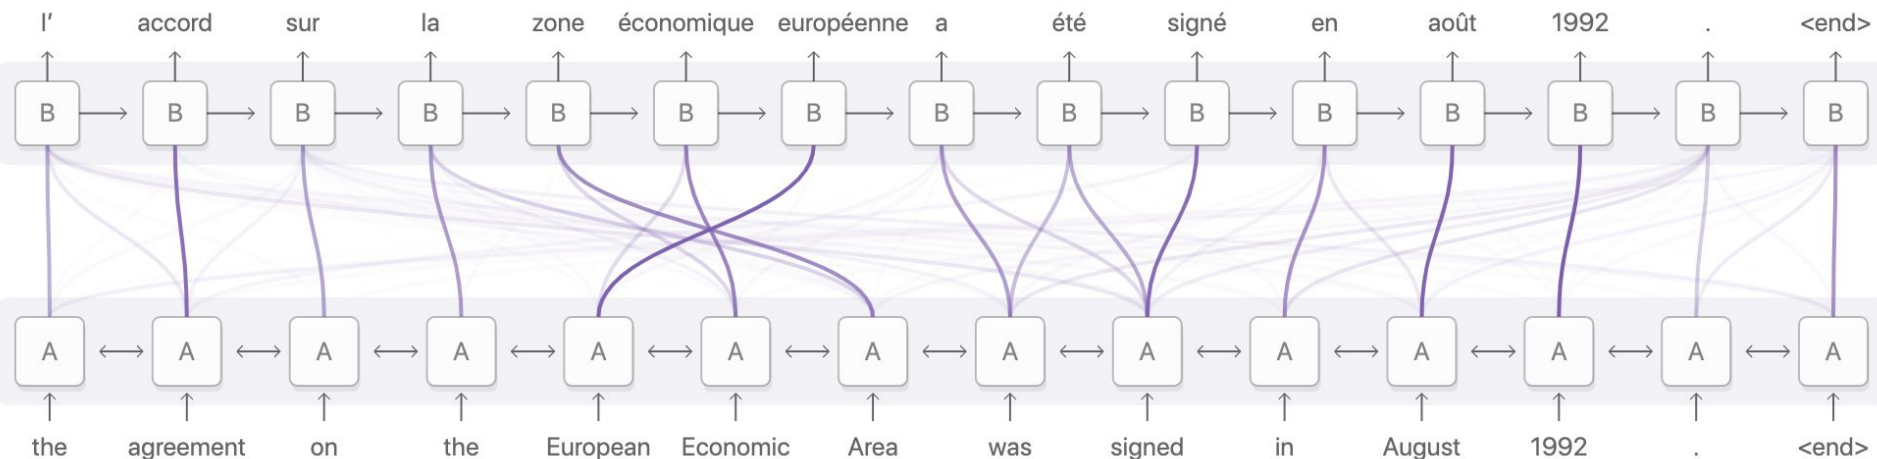 l’ accord sur la zone économique européenne a été signé en août 1992 . <end>
B B B B B B B B B B B B B B B
A A A A A A A A A A A A A A
the agreement on the European Economic Area was signed in August 1992 . <end>